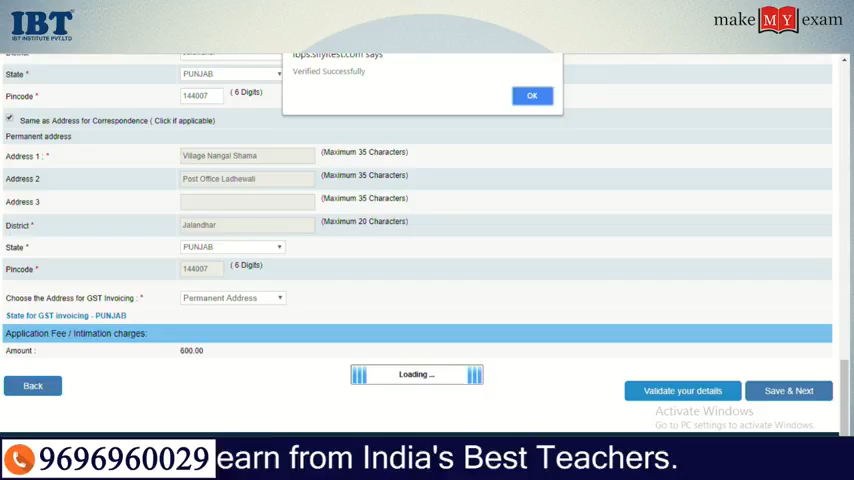 IBT
IBT INSTITUTE PVT.LTD
make MY exam
State * PUNJAB
Verified Successfully
Pincode * 144007 ( 6 Digits)
OK
Same as Address for Correspondence ( Click if applicable)
Permanent address
Address 1 : * Village Nangal Shama (Maximum 35 Characters)
Address 2 Post Office Ladhewali (Maximum 35 Characters)
Address 3 (Maximum 35 Characters)
District * Jalandhar (Maximum 20 Characters)
State * PUNJAB
Pincode * 144007 ( 6 Digits)
Choose the Address for GST Invoicing : * Permanent Address
State for GST invoicing - PUNJAB
Application Fee / Intimation charges:
Amount : 600.00
Loading ...
Back
Validate your details Save & Next
Activate Windows
Go to PC settings to activate Windows.
9696960029 earn from India's Best Teachers.